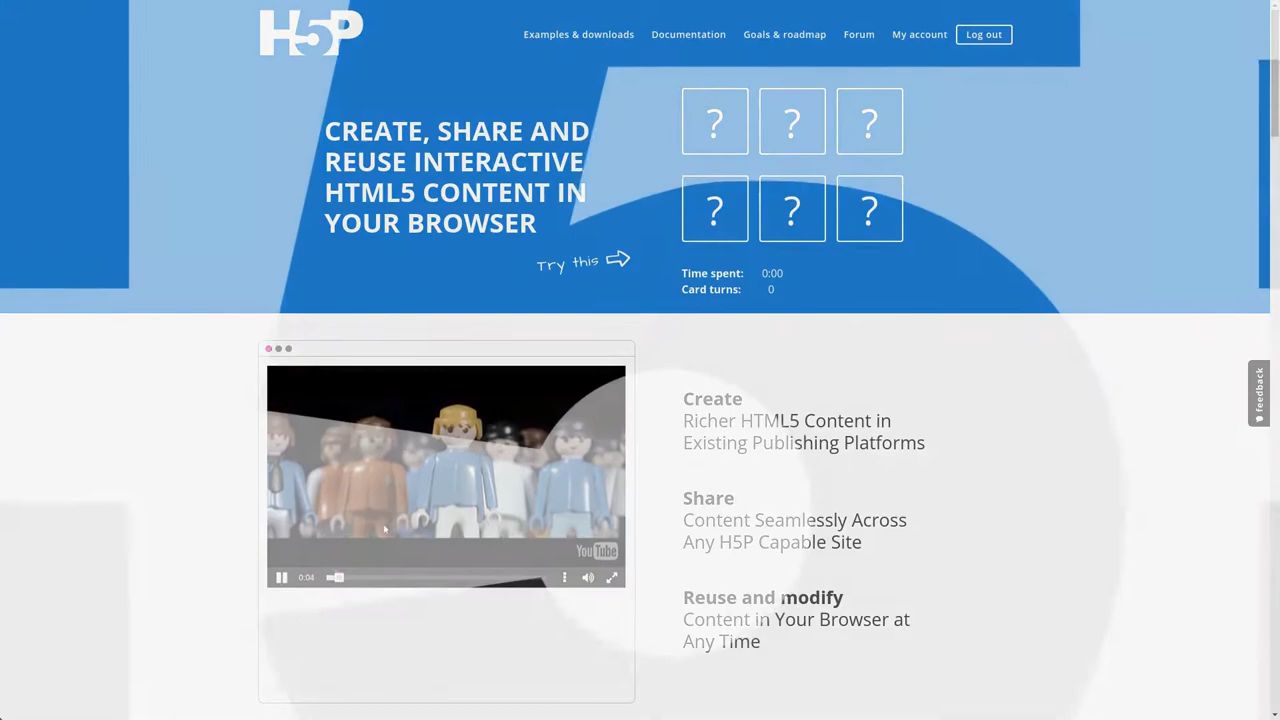 H5P
Examples & downloads
Documentation
Goals & roadmap
Forum
My account
Log out
CREATE, SHARE AND
REUSE INTERACTIVE
HTML5 CONTENT IN
YOUR BROWSER
Try this
? ? ?
? ? ?
Time spent: 0:00
Card turns: 0
YouTube
0:04
Create
Richer HTML5 Content in
Existing Publishing Platforms
Share
Content Seamlessly Across
Any H5P Capable Site
Reuse and modify
Content in Your Browser at
Any Time
feedback